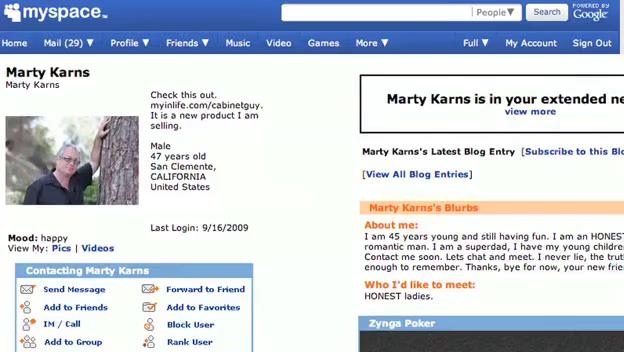 myspace.com
People
Search
POWERED BY
Google
Home Mail (29) Profile Friends Music Video Games More Full My Account Sign Out
Marty Karns
Marty Karns
Check this out.
myinlife.com/cabinetguy.
It is a new product I am
selling.
Male
47 years old
San Clemente,
CALIFORNIA
United States
Last Login: 9/16/2009
Mood: happy
View My: Pics | Videos
Contacting Marty Karns
Send Message Forward to Friend
Add to Friends Add to Favorites
IM / Call Block User
Add to Group Rank User
Marty Karns is in your extended ne
view more
Marty Karns's Latest Blog Entry [Subscribe to this Blo
[View All Blog Entries]
Marty Karns's Blurbs
About me:
I am 45 years young and still having fun. I am an HONEST
romantic man. I am a superdad, I have my young childre
Contact me soon. Lets chat and meet. I never lie, the trut
enough to remember. Thanks, bye for now, your new frie
Who I'd like to meet:
HONEST ladies.
Zynga Poker